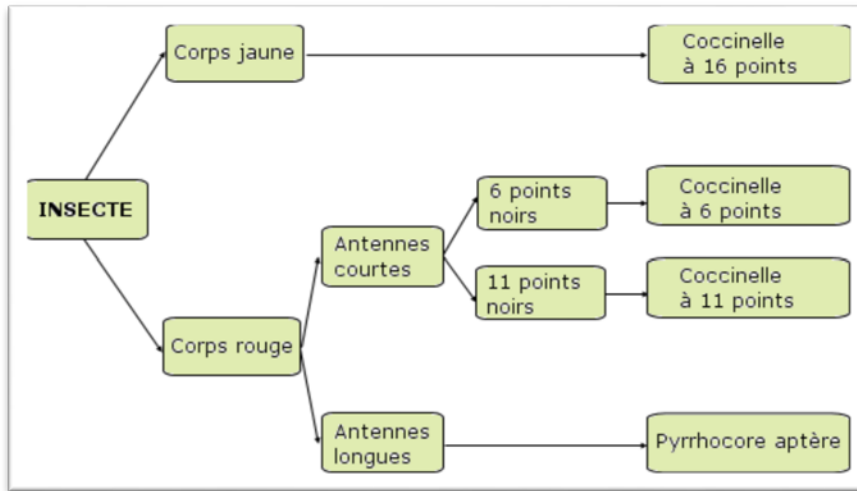 Corps jaune
Coccinelle
à 16 points
INSECTE
6 points
noirs
Coccinelle
à 6 points
Antennes
courtes
11 points
noirs
Coccinelle
à 11 points
Corps rouge
Antennes
longues
Pyrrhocore aptère